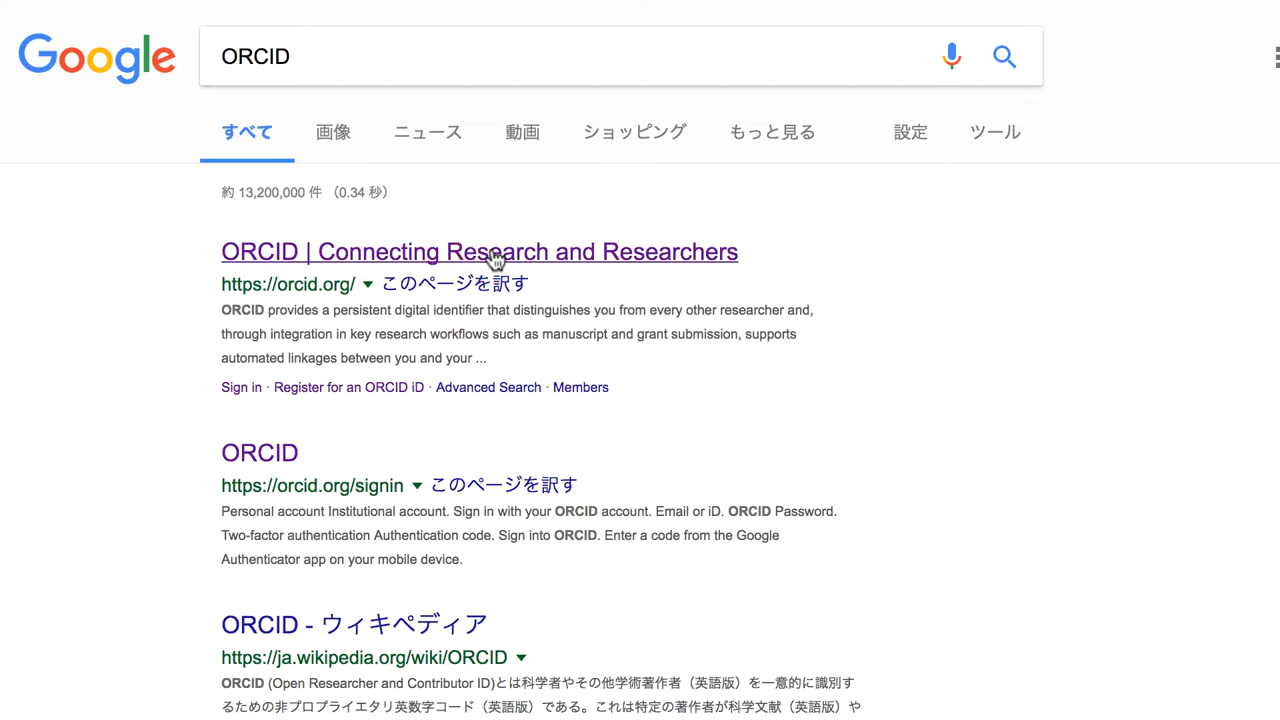 Google
ORCID
すべて 画像 ニュース 動画 ショッピング もっと見る 設定 ツール
約 13,200,000 件 （0.34 秒）
ORCID | Connecting Research and Researchers
https://orcid.org/ このページを訳す
ORCID provides a persistent digital identifier that distinguishes you from every other researcher and,
through integration in key research workflows such as manuscript and grant submission, supports
automated linkages between you and your ...
Sign in · Register for an ORCID iD · Advanced Search · Members
ORCID
https://orcid.org/signin このページを訳す
Personal account Institutional account. Sign in with your ORCID account. Email or iD. ORCID Password.
Two-factor authentication Authentication code. Sign into ORCID. Enter a code from the Google
Authenticator app on your mobile device.
ORCID - ウィキペディア
https://ja.wikipedia.org/wiki/ORCID
ORCID (Open Researcher and Contributor ID)とは科学者やその他学術著作者（英語版）を一意的に識別す
るための非プロプライエタリ英数字コード（英語版）である。これは特定の著作者が科学文献（英語版）や